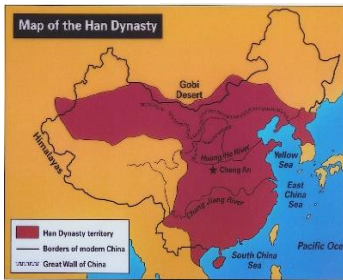 Map of the Han Dynasty
Gobi
Desert
Himalayas
Huang He River
Yellow
Sea
Chang An
East
China
Sea
Chang Jiang River
South China
Sea
Pacific Oce
Han Dynasty territory
Borders of modern China
Great Wall of China